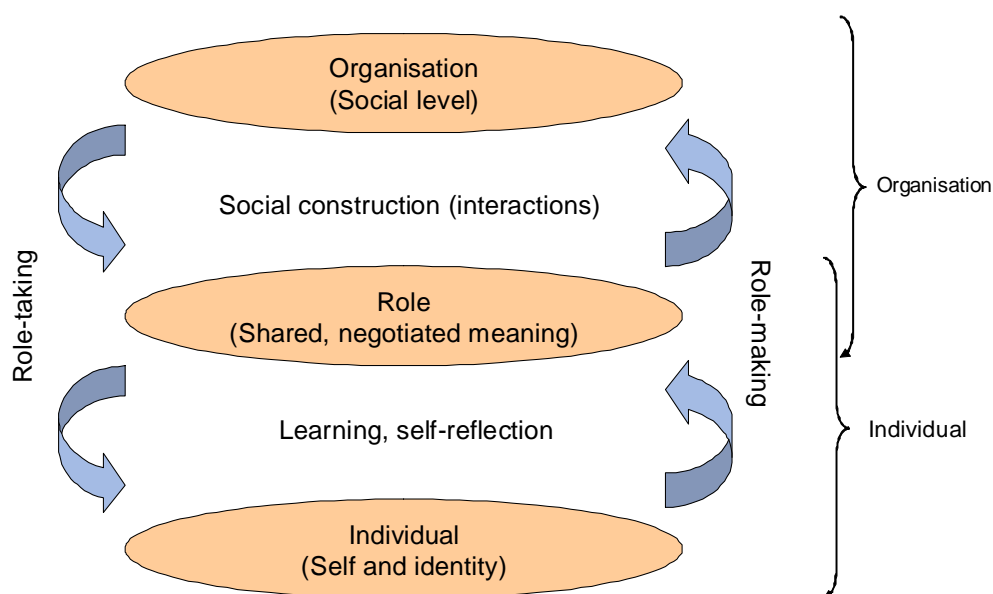 Organisation
(Social level)
Organisation
Social construction (interactions)
Role-taking
Role-making
Role
(Shared, negotiated meaning)
Individual
Learning, self-reflection
Individual
(Self and identity)